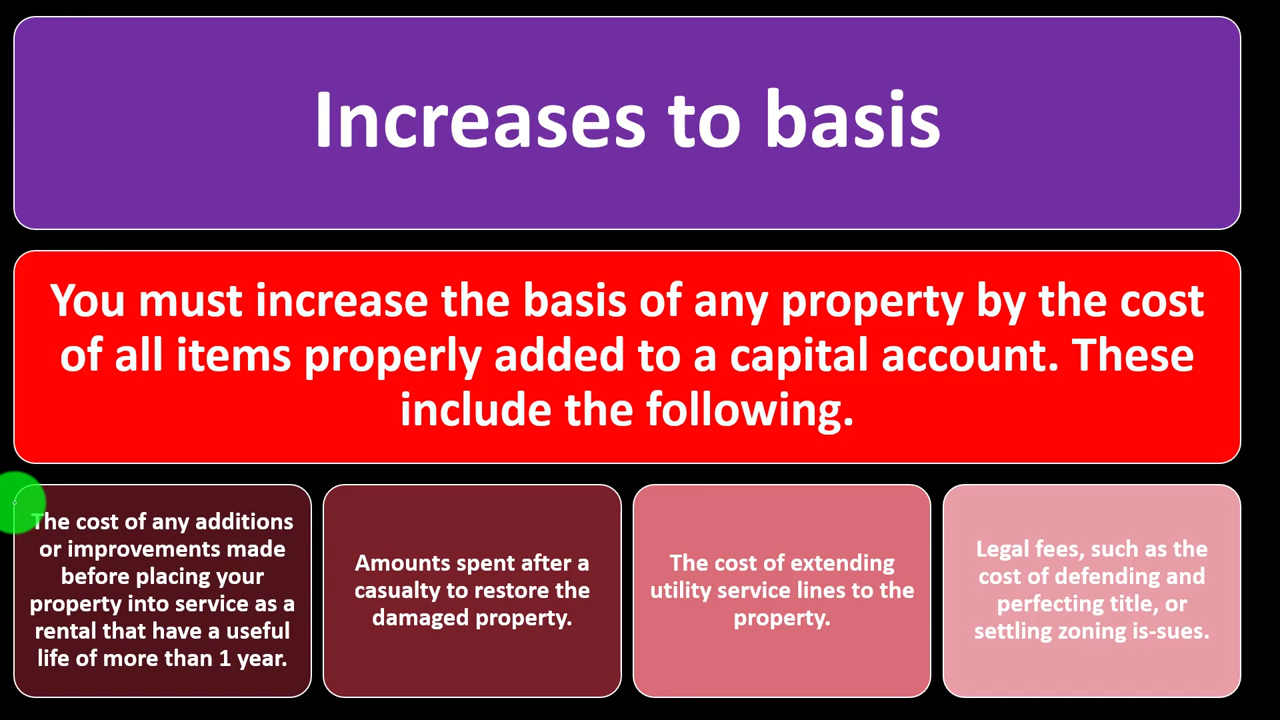 Increases to basis
You must increase the basis of any property by the cost
of all items properly added to a capital account. These
include the following.
The cost of any additions
or improvements made
before placing your
property into service as a
rental that have a useful
life of more than 1 year.
Amounts spent after a
casualty to restore the
damaged property.
The cost of extending
utility service lines to the
property.
Legal fees, such as the
cost of defending and
perfecting title, or
settling zoning is-sues.